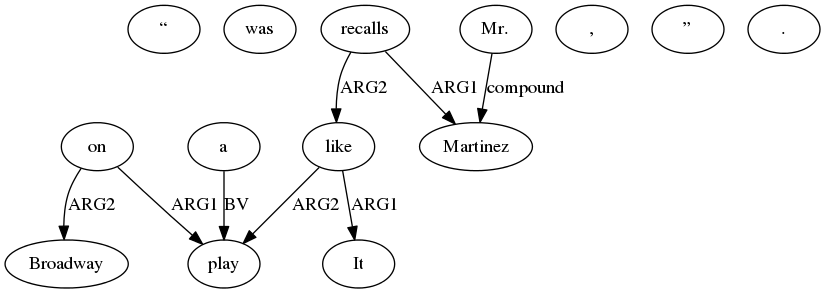 “ was recalls Mr. , ” .
ARG2 ARG1 compound
on a like Martinez
ARG2 ARG1 BV ARG2 ARG1
Broadway play It